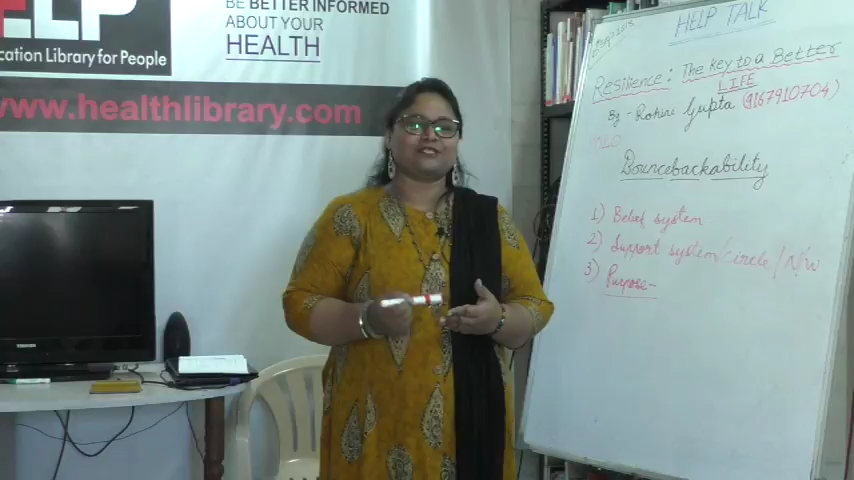 HELP
cation Library for People
BE BETTER INFORMED
ABOUT YOUR
HEALTH
www.healthlibrary.com
TOSHIBA
HELP TALK
Resilience: The key to a Better
LIFE
By - Rohini Gupta (9167910704)
Bouncebackability
1) Belief system
2) Support system/circle/N/W
3) Purpose-